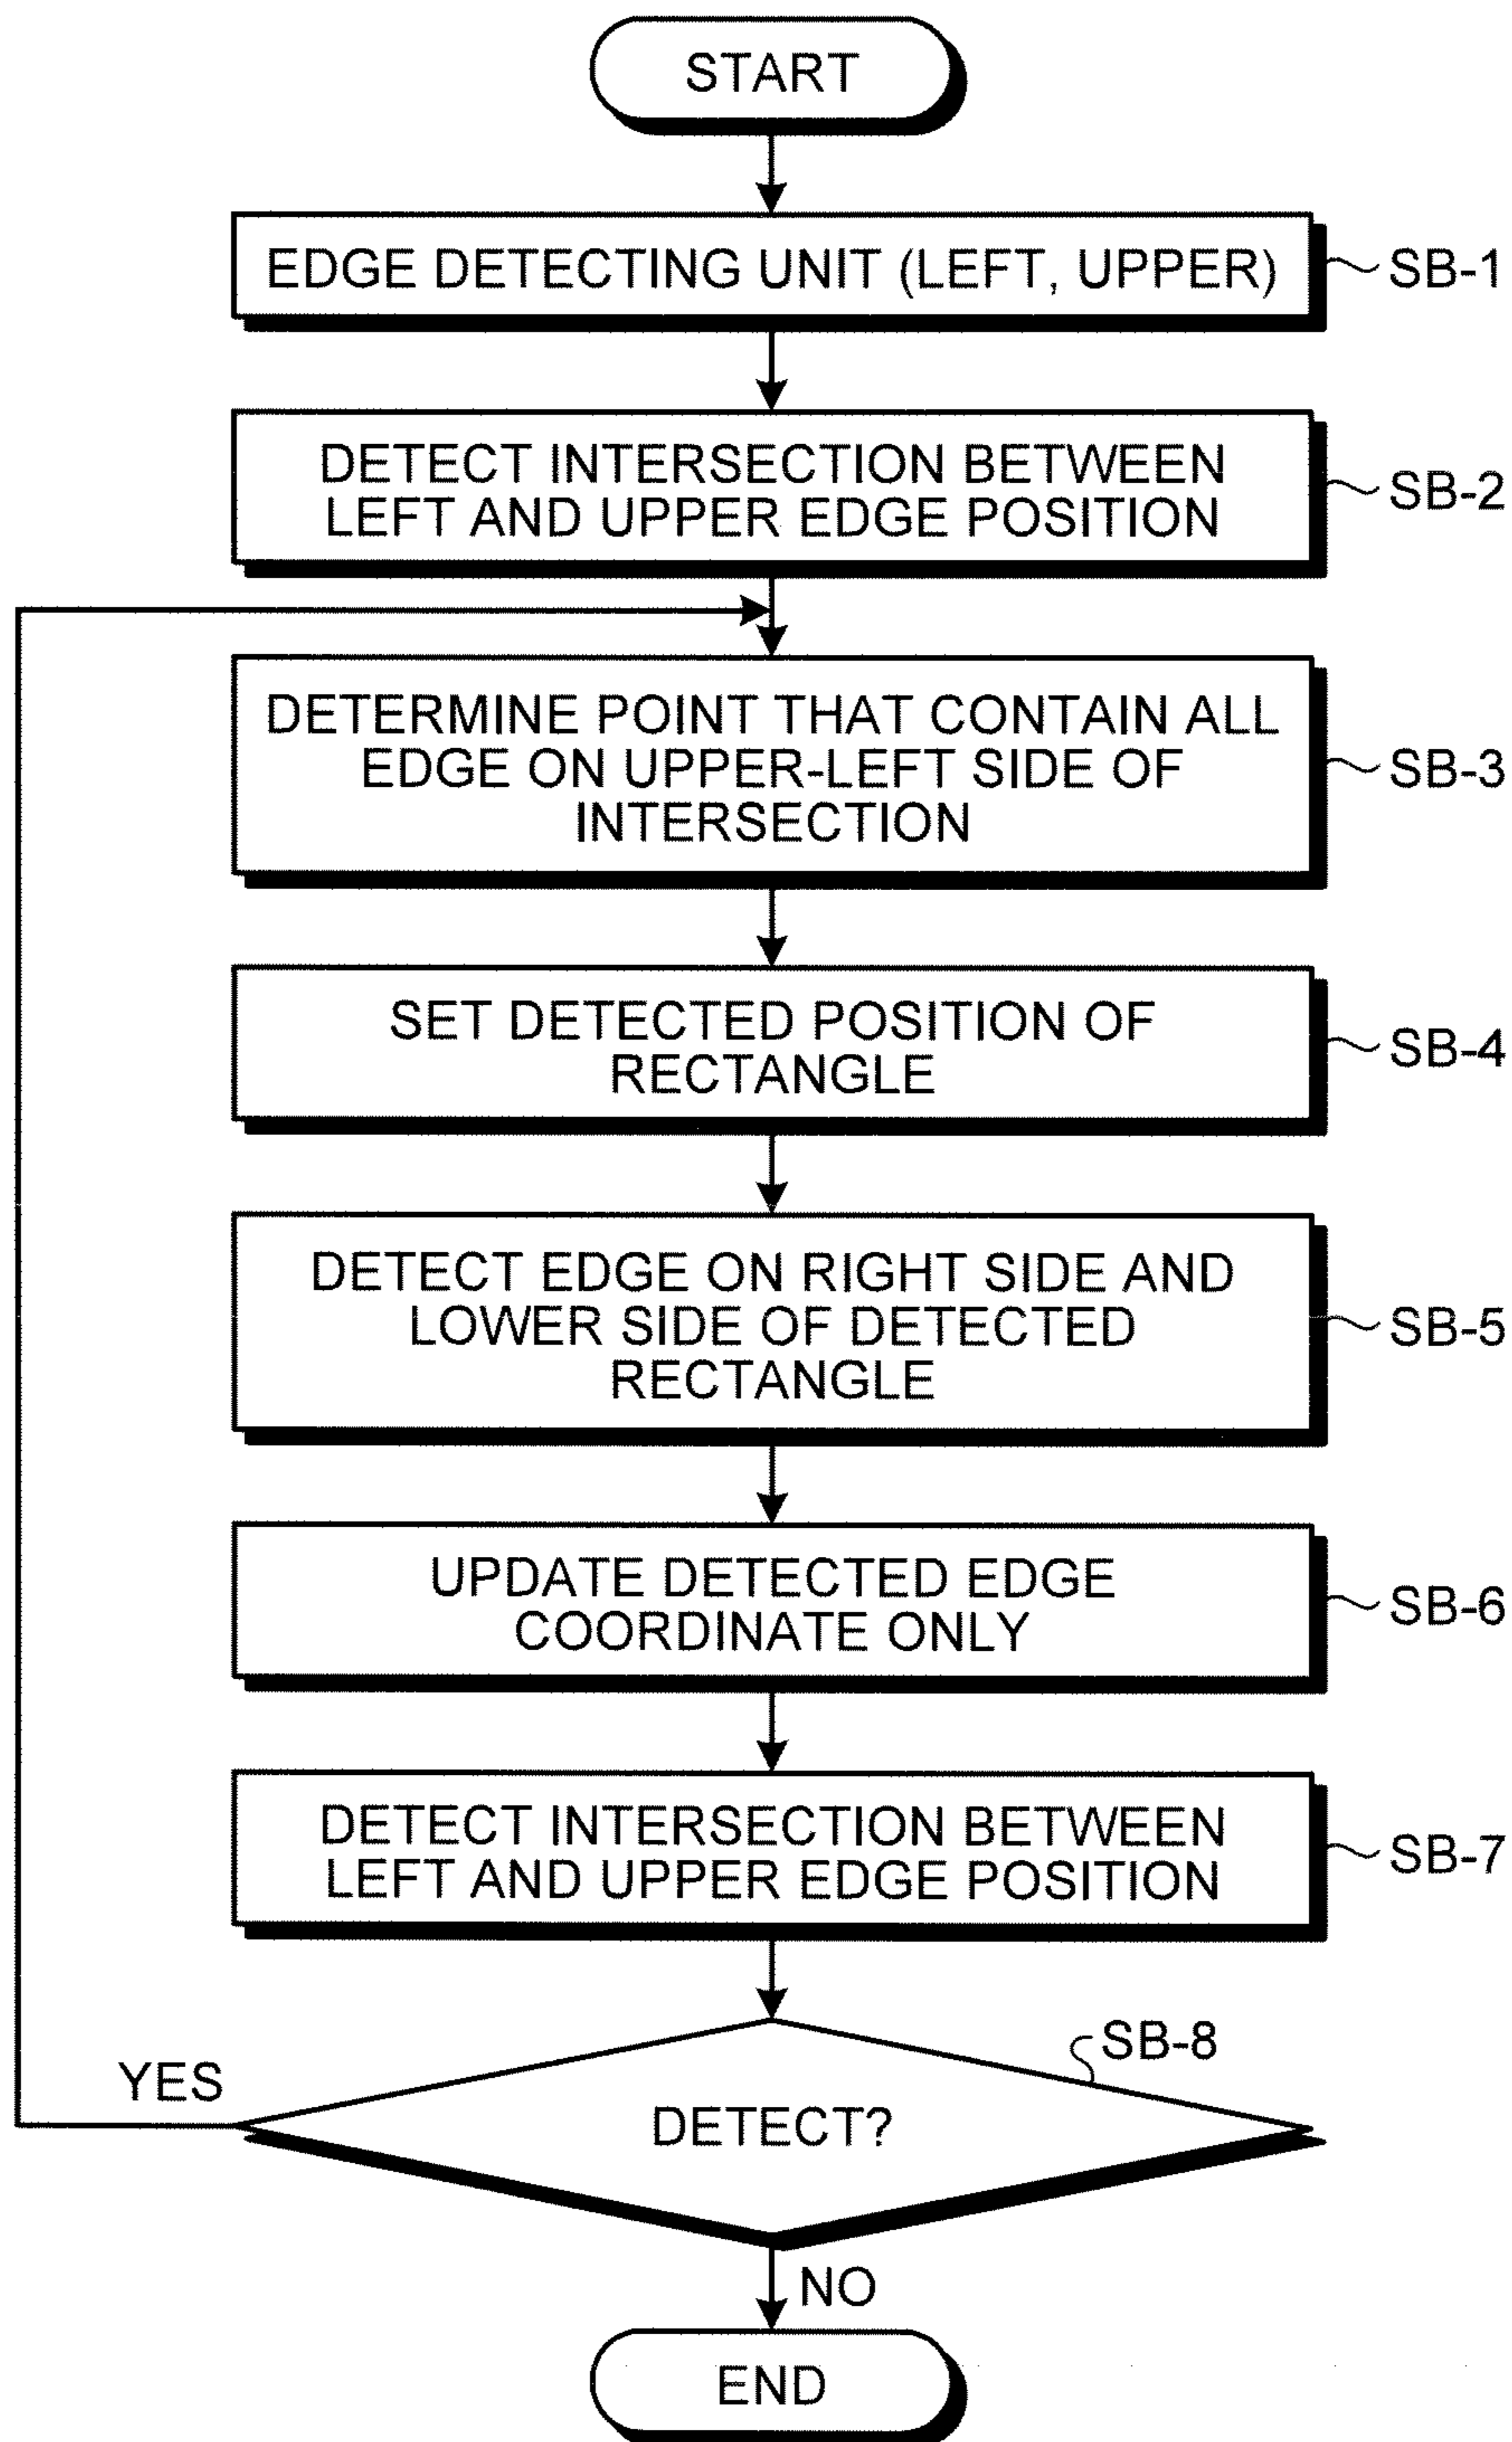 START
EDGE DETECTING UNIT (LEFT, UPPER)
SB-1
DETECT INTERSECTION BETWEEN
LEFT AND UPPER EDGE POSITION
SB-2
DETERMINE POINT THAT CONTAIN ALL
EDGE ON UPPER-LEFT SIDE OF
INTERSECTION
SB-3
SET DETECTED POSITION OF
RECTANGLE
SB-4
DETECT EDGE ON RIGHT SIDE AND
LOWER SIDE OF DETECTED
RECTANGLE
SB-5
UPDATE DETECTED EDGE
COORDINATE ONLY
SB-6
DETECT INTERSECTION BETWEEN
LEFT AND UPPER EDGE POSITION
SB-7
SB-8
YES
DETECT?
NO
END